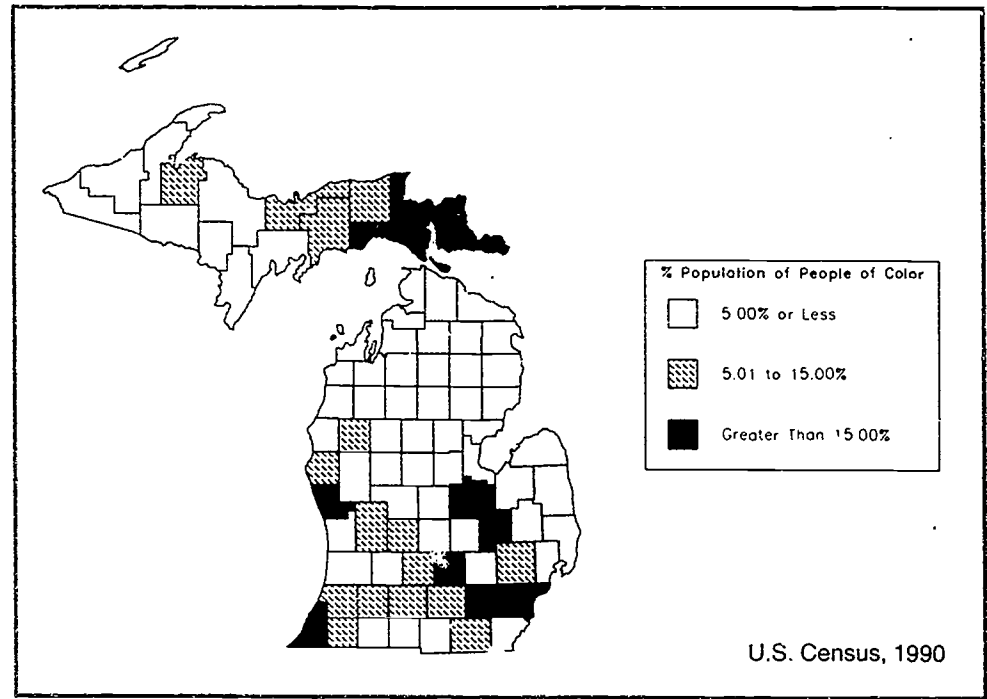 % Population of People of Color
5 00% or Less
5.01 to 15.00%
Greater Than 15 00%
U.S. Census, 1990